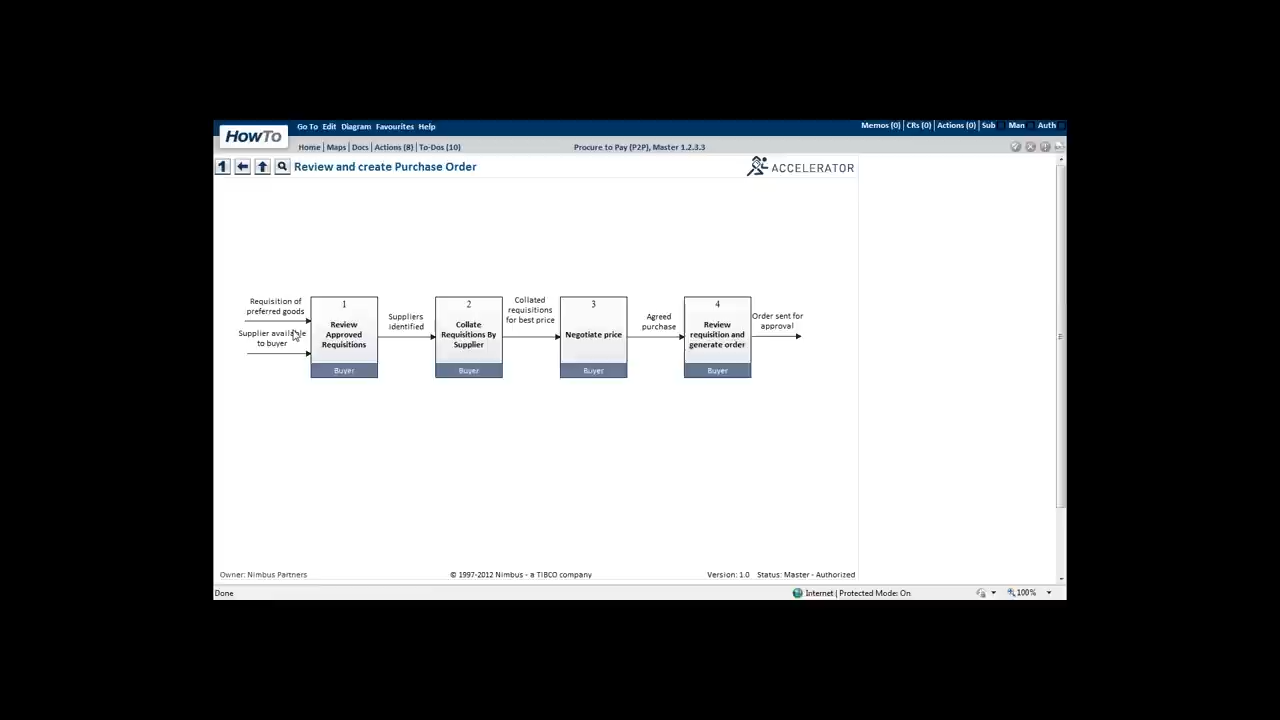 Go To Edit Diagram Favourites Help
Memos (0) | CRs (0) | Actions (0) | Sub Man Auth
HowTo
Home | Maps | Docs | Actions (8) | To-Dos (10)
Procure to Pay (P2P), Master 1.2.3.3
1
Review and create Purchase Order
ACCELERATOR
Requisition of
preferred goods
Supplier available
to buyer
1
Review
Approved
Requisitions
Buyer
Suppliers
identified
2
Collate
Requisitions By
Supplier
Buyer
Collated
requisitions
for best price
3
Negotiate price
Buyer
Agreed
purchase
4
Review
requisition and
generate order
Buyer
Order sent for
approval
Owner: Nimbus Partners
© 1997-2012 Nimbus - a TIBCO company
Version: 1.0 Status: Master - Authorized
Done
Internet | Protected Mode: On
100%